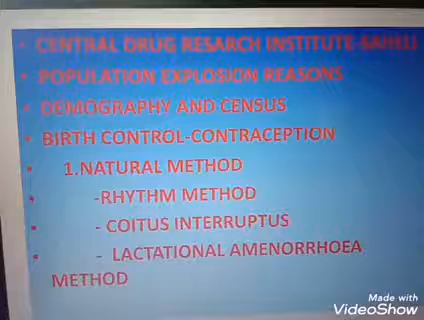 • CENTRAL DRUG RESARCH INSTITUTE-SAHELI
• POPULATION EXPLOSION REASONS
• DEMOGRAPHY AND CENSUS
• BIRTH CONTROL-CONTRACEPTION
• 1.NATURAL METHOD
• -RHYTHM METHOD
• - COITUS INTERRUPTUS
• - LACTATIONAL AMENORRHOEA
METHOD
Made with
VideoShow